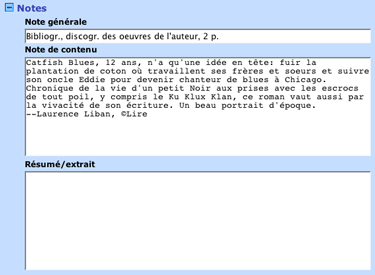 Notes
Note générale
Bibliogr., discogr. des oeuvres de l'auteur, 2 p.
Note de contenu
Catfish Blues, 12 ans, n'a qu'une idée en tête: fuir la
plantation de coton où travaillent ses frères et soeurs et suivre
son oncle Eddie pour devenir chanteur de blues à Chicago.
Chronique de la vie d'un petit Noir aux prises avec les escrocs
de tout poil, y compris le Ku Klux Klan, ce roman vaut aussi par
la vivacité de son écriture. Un beau portrait d'époque.
--Laurence Liban, ©Lire
Résumé/extrait